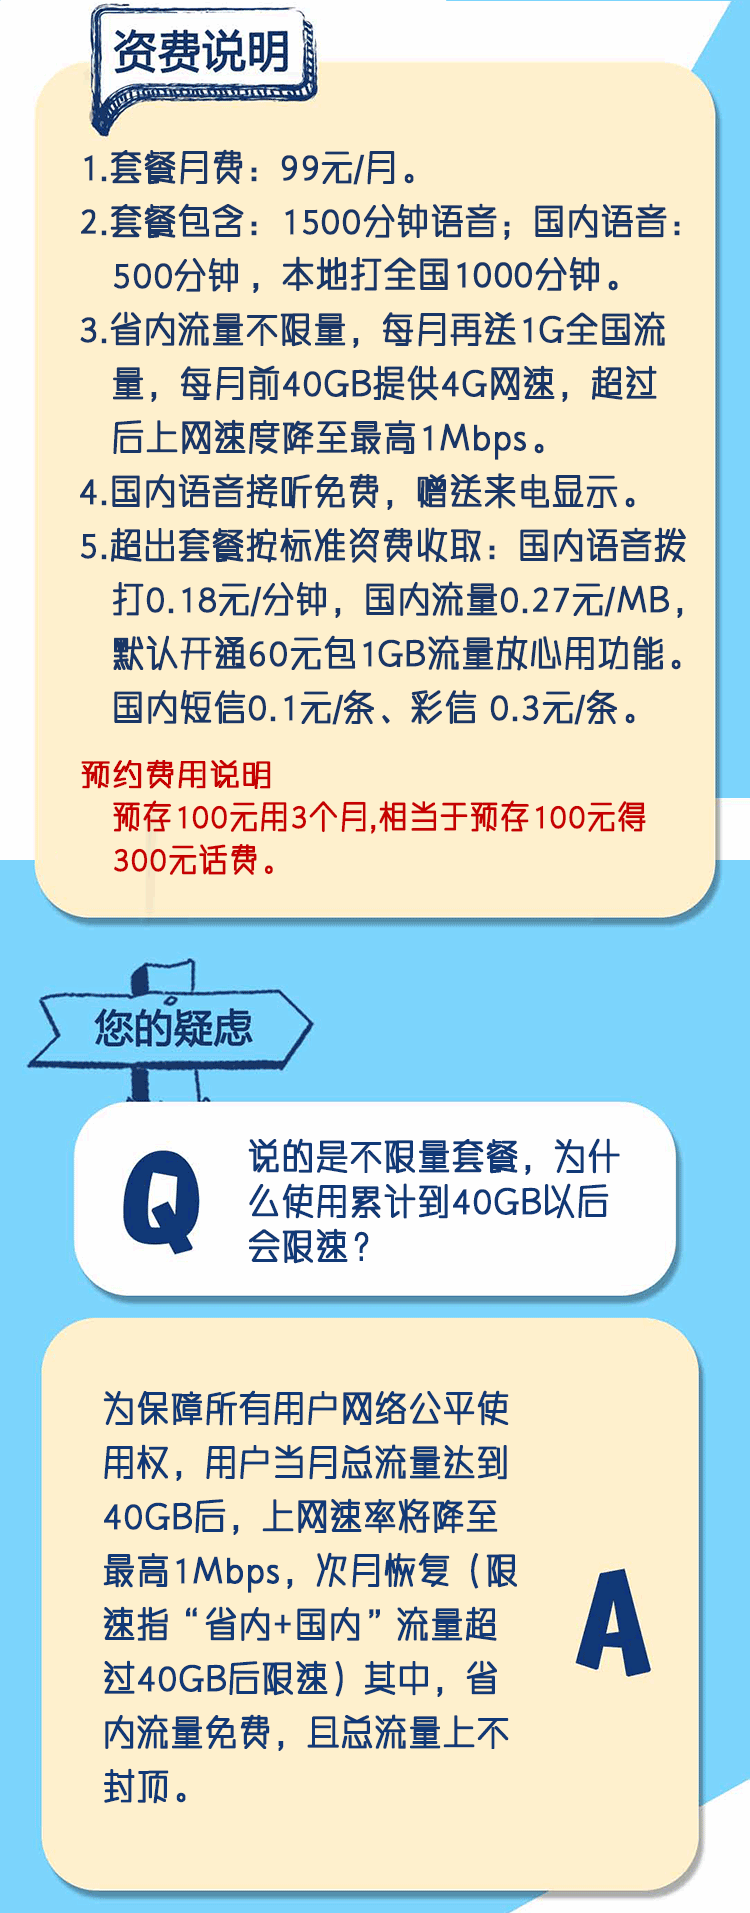 资费说明
1.套餐月费：99元/月。
2.套餐包含：1500分钟语音；国内语音：
500分钟，本地打全国1000分钟。
3.省内流量不限量，每月再送1G全国流
量，每月前40GB提供4G网速，超过
后上网速度降至最高1Mbps。
4.国内语音接听免费，赠送来电显示。
5.超出套餐按标准资费收取：国内语音拨
打0.18元/分钟，国内流量0.27元/MB，
默认开通60元包1GB流量放心用功能。
国内短信0.1元/条、彩信 0.3元/条。
预约费用说明
预存100元用3个月,相当于预存100元得
300元话费。
您的疑虑
Q
说的是不限量套餐，为什
么使用累计到40GB以后
会限速？
为保障所有用户网络公平使
用权，用户当月总流量达到
40GB后，上网速率将降至
最高1Mbps，次月恢复（限
速指“省内+国内”流量超
过40GB后限速）其中，省
内流量免费，且总流量上不
封顶。
A